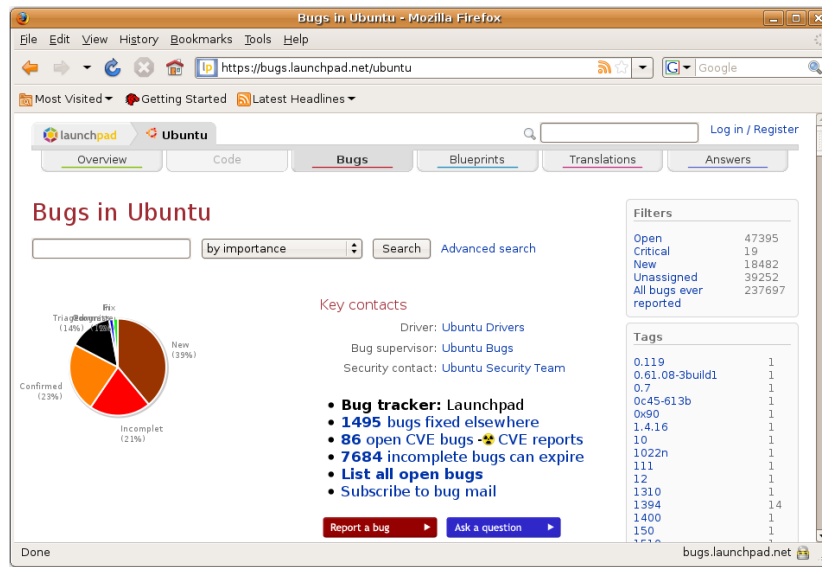 Bugs in Ubuntu - Mozilla Firefox
File Edit View History Bookmarks Tools Help
lp https://bugs.launchpad.net/ubuntu
G Google
Most Visited Getting Started Latest Headlines
launchpad Ubuntu
Log in / Register
Overview Code Bugs Blueprints Translations Answers
Bugs in Ubuntu
by importance Search Advanced search
New
(39%)
Incomplet
(21%)
Confirmed
(23%)
(14%)
Key contacts
Driver: Ubuntu Drivers
Bug supervisor: Ubuntu Bugs
Security contact: Ubuntu Security Team
Bug tracker: Launchpad
1495 bugs fixed elsewhere
86 open CVE bugs - CVE reports
7684 incomplete bugs can expire
List all open bugs
Subscribe to bug mail
Report a bug Ask a question
Filters
Open 47395
Critical 19
New 18482
Unassigned 39252
All bugs ever 237697
reported
Tags
0.119 1
0.61.08-3build1 1
0.7 1
0c45-613b 1
0x90 1
1.4.16 1
10 1
1022n 1
111 1
12 1
1310 1
1394 14
1400 1
150 1
Done bugs.launchpad.net